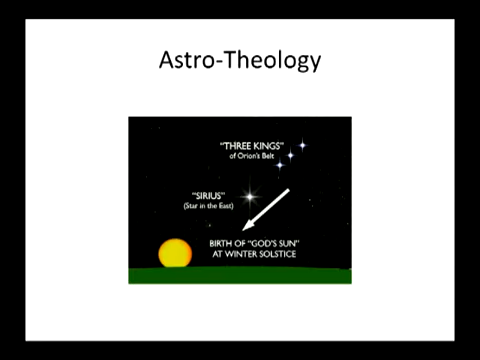 Astro-Theology
"THREE KINGS"
of Orion's Belt
"SIRIUS"
(Star in the East)
BIRTH OF "GOD'S SUN"
AT WINTER SOLSTICE